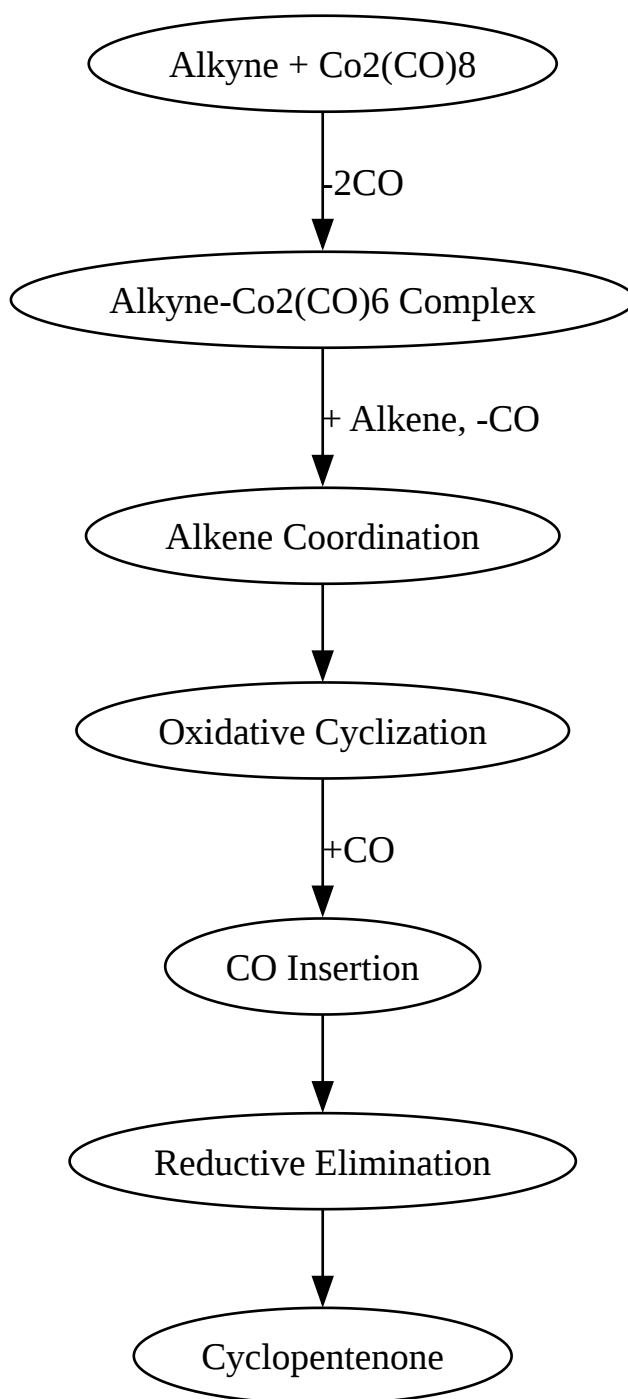 Alkyne + Co2(CO)8
-2CO
Alkyne-Co2(CO)6 Complex
+ Alkene, -CO
Alkene Coordination
Oxidative Cyclization
+CO
CO Insertion
Reductive Elimination
Cyclopentenone